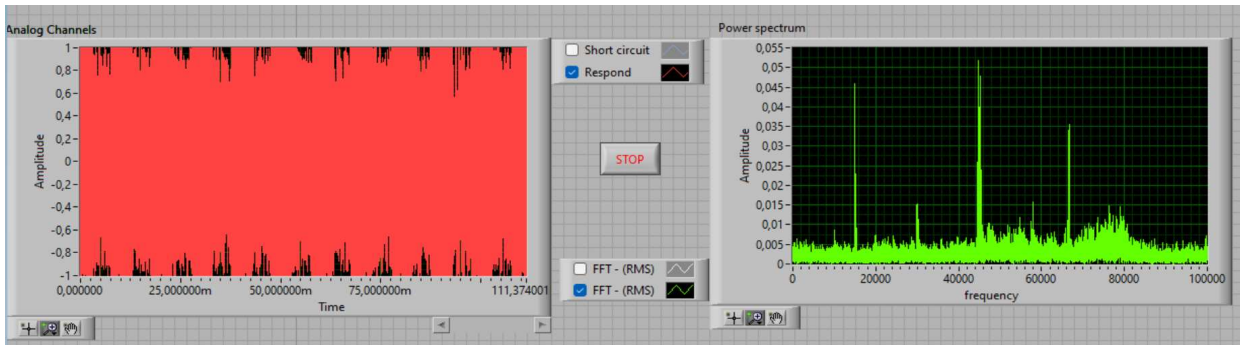 Analog Channels
1
0,8
0,6
0,4
0,2
0
-0,2
-0,4
-0,6
-0,8
-1
Amplitude
0,000000
25,000000m
50,000000m
75,000000m
111,374001
Time
Short circuit
Respond
STOP
FFT - (RMS)
FFT - (RMS)
Power spectrum
0,055
0,05
0,045
0,04
0,035
0,03
0,025
0,02
0,015
0,01
0,005
0
Amplitude
0
20000
40000
60000
80000
100000
frequency